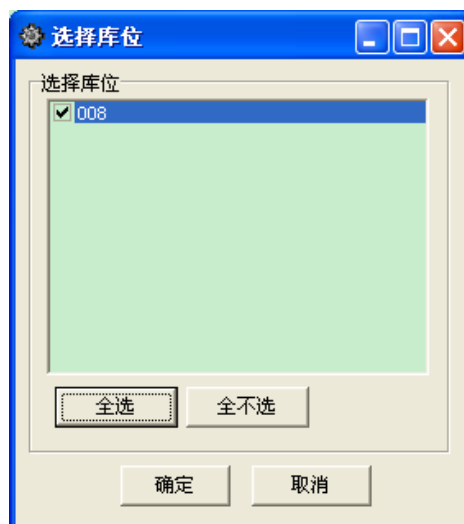 选择库位
选择库位
008
全选 全不选
确定 取消